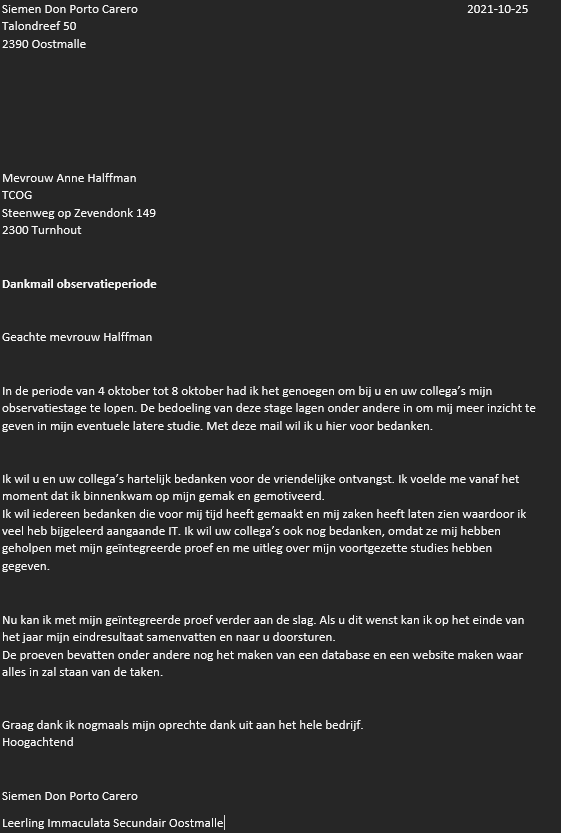 Siemen Don Porto Carero 2021-10-25
Talondreef 50
2390 Oostmalle
Mevrouw Anne Halffman
TCOG
Steenweg op Zevendonk 149
2300 Turnhout
Dankmail observatieperiode
Geachte mevrouw Halffman
In de periode van 4 oktober tot 8 oktober had ik het genoegen om bij u en uw collega’s mijn
observatiestage te lopen. De bedoeling van deze stage lagen onder andere in om mij meer inzicht te
geven in mijn eventuele latere studie. Met deze mail wil ik u hier voor bedanken.
Ik wil u en uw collega’s hartelijk bedanken voor de vriendelijke ontvangst. Ik voelde me vanaf het
moment dat ik binnenkwam op mijn gemak en gemotiveerd.
Ik wil iedereen bedanken die voor mij tijd heeft gemaakt en mij zaken heeft laten zien waardoor ik
veel heb bijgeleerd aangaande IT. Ik wil uw collega’s ook nog bedanken, omdat ze mij hebben
geholpen met mijn geïntegreerde proef en me uitleg over mijn voortgezette studies hebben
gegeven.
Nu kan ik met mijn geïntegreerde proef verder aan de slag. Als u dit wenst kan ik op het einde van
het jaar mijn eindresultaat samenvatten en naar u doorsturen.
De proeven bevatten onder andere nog het maken van een database en een website maken waar
alles in zal staan van de taken.
Graag dank ik nogmaals mijn oprechte dank uit aan het hele bedrijf.
Hoogachtend
Siemen Don Porto Carero
Leerling Immaculata Secundair Oostmalle